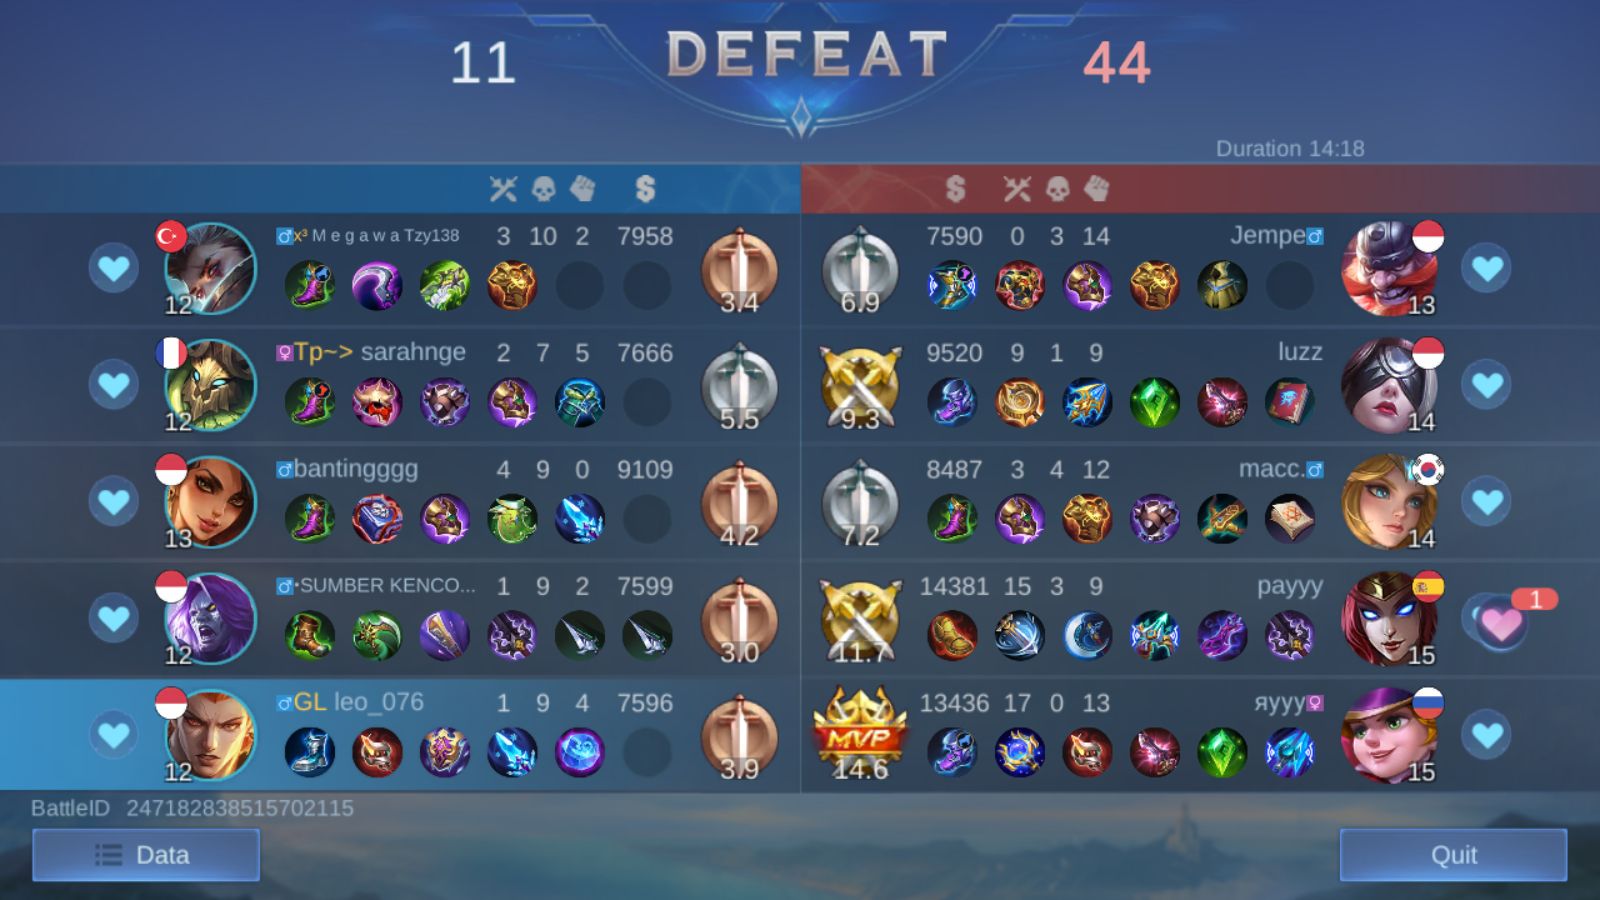 11 DEFEAT 44
Duration 14:18
x³ M e g a w a Tzy138 3 10 2 7958
12 3.4
7590 0 3 14 Jempe
6.9 13
Tp~> sarahnge 2 7 5 7666
12 5.5
9520 9 1 9 luzz
9.3 14
bantingggg 4 9 0 9109
13 4.2
8487 3 4 12 macc.
7.2 14
•SUMBER KENCO... 1 9 2 7599
12 3.0
14381 15 3 9 payyy 1
11.7 15
GL leo_076 1 9 4 7596
12 3.9
13436 17 0 13 яyyy
MVP
14.6 15
BattleID 247182838515702115
Data Quit